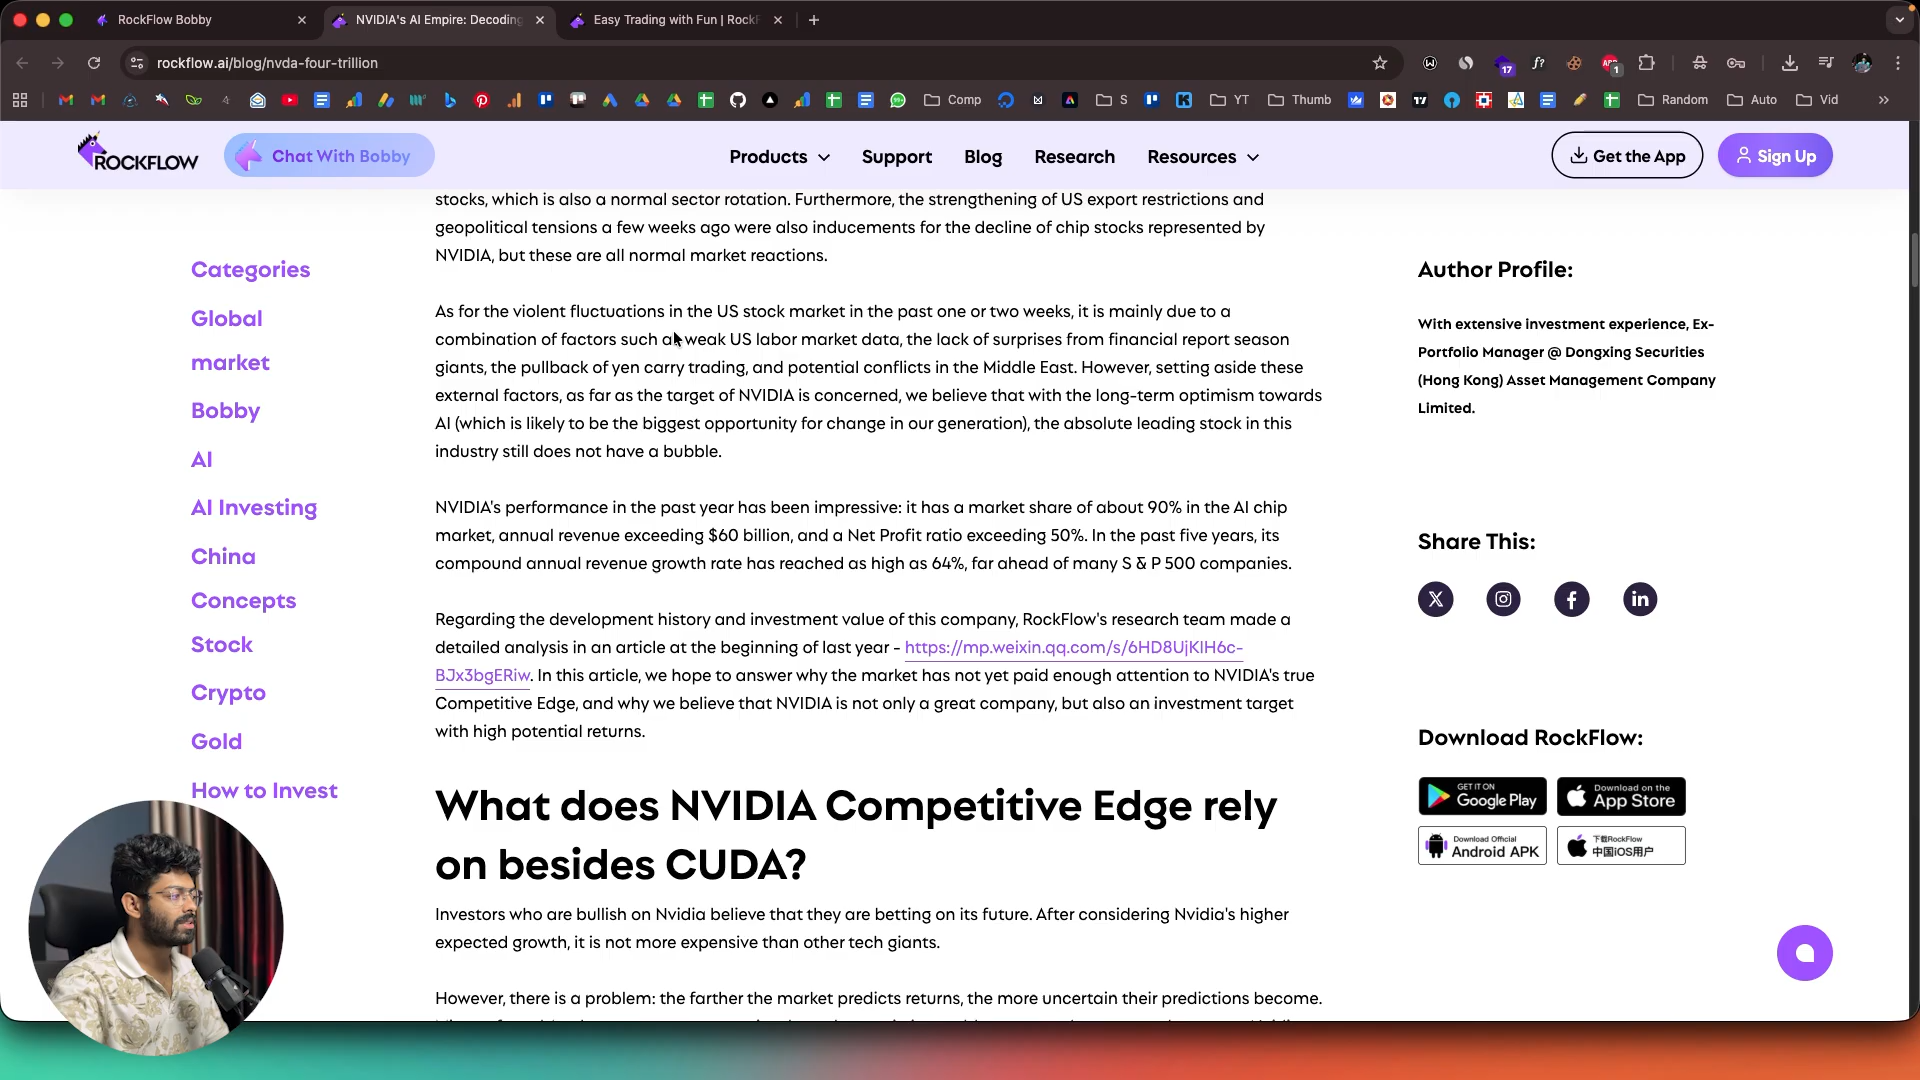 RockFlow Bobby
NVIDIA's AI Empire: Decoding
Easy Trading with Fun | RockF
rockflow.ai/blog/nvda-four-trillion
17
f?
1
Comp
S
YT
Thumb
Random
Auto
Vid
ROCKFLOW
Chat With Bobby
Products
Support
Blog
Research
Resources
Get the App
Sign Up
Categories
Global
market
Bobby
AI
AI Investing
China
Concepts
Stock
Crypto
Gold
How to Invest
stocks, which is also a normal sector rotation. Furthermore, the strengthening of US export restrictions and
geopolitical tensions a few weeks ago were also inducements for the decline of chip stocks represented by
NVIDIA, but these are all normal market reactions.
As for the violent fluctuations in the US stock market in the past one or two weeks, it is mainly due to a
combination of factors such as weak US labor market data, the lack of surprises from financial report season
giants, the pullback of yen carry trading, and potential conflicts in the Middle East. However, setting aside these
external factors, as far as the target of NVIDIA is concerned, we believe that with the long-term optimism towards
AI (which is likely to be the biggest opportunity for change in our generation), the absolute leading stock in this
industry still does not have a bubble.
NVIDIA's performance in the past year has been impressive: it has a market share of about 90% in the AI chip
market, annual revenue exceeding $60 billion, and a Net Profit ratio exceeding 50%. In the past five years, its
compound annual revenue growth rate has reached as high as 64%, far ahead of many S & P 500 companies.
Regarding the development history and investment value of this company, RockFlow's research team made a
detailed analysis in an article at the beginning of last year - https://mp.weixin.qq.com/s/6HD8UjKIH6c-
BJx3bgERiw. In this article, we hope to answer why the market has not yet paid enough attention to NVIDIA's true
Competitive Edge, and why we believe that NVIDIA is not only a great company, but also an investment target
with high potential returns.
What does NVIDIA Competitive Edge rely
on besides CUDA?
Investors who are bullish on Nvidia believe that they are betting on its future. After considering Nvidia's higher
expected growth, it is not more expensive than other tech giants.
However, there is a problem: the farther the market predicts returns, the more uncertain their predictions become.
Author Profile:
With extensive investment experience, Ex-
Portfolio Manager @ Dongxing Securities
(Hong Kong) Asset Management Company
Limited.
Share This:
Download RockFlow:
GET IT ON
Google Play
Download on the
App Store
Download Official
Android APK
下载RockFlow
中国iOS用户